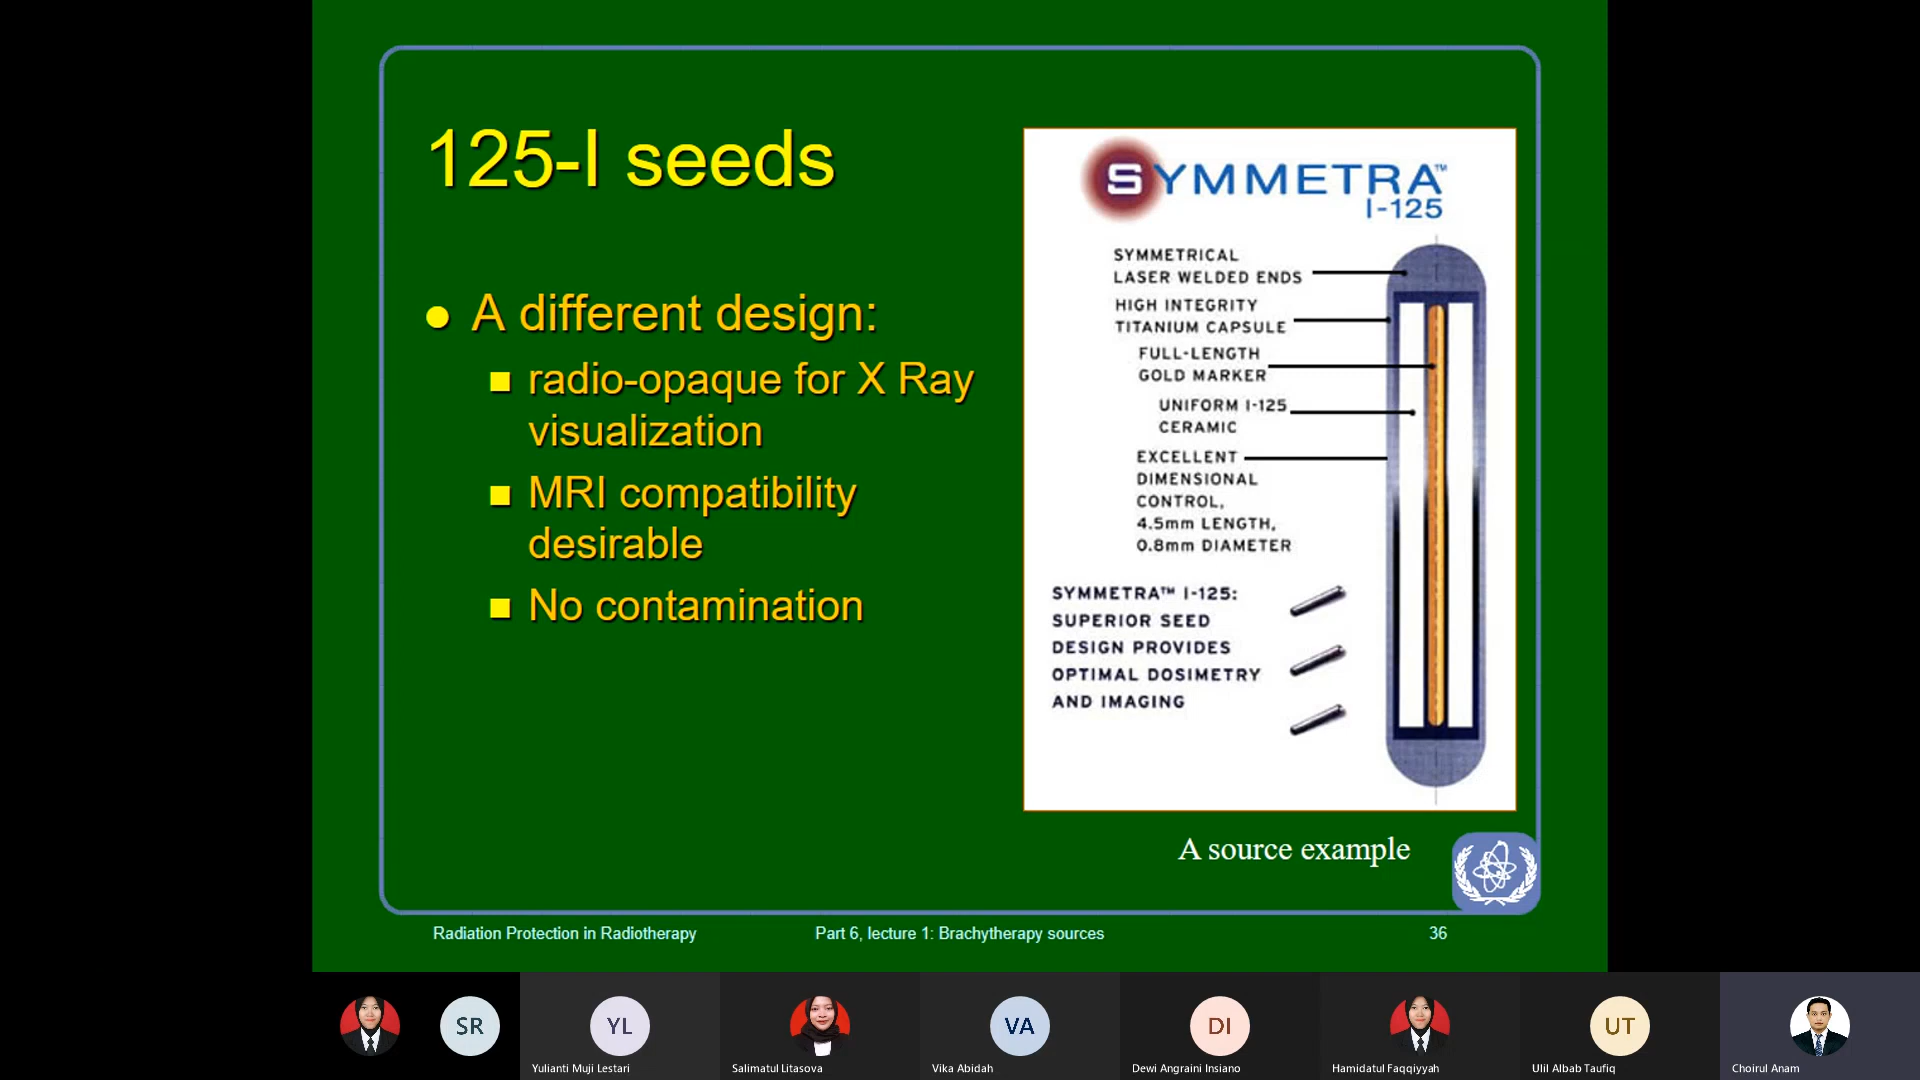 125-I seeds
A different design:
radio-opaque for X Ray
visualization
MRI compatibility
desirable
No contamination
SYMMETRA™
I-125
SYMMETRICAL
LASER WELDED ENDS
HIGH INTEGRITY
TITANIUM CAPSULE
FULL-LENGTH
GOLD MARKER
UNIFORM I-125
CERAMIC
EXCELLENT
DIMENSIONAL
CONTROL,
4.5mm LENGTH,
0.8mm DIAMETER
SYMMETRA™ I-125:
SUPERIOR SEED
DESIGN PROVIDES
OPTIMAL DOSIMETRY
AND IMAGING
A source example
Radiation Protection in Radiotherapy
Part 6, lecture 1: Brachytherapy sources
36
SR
YL
VA
DI
UT
Yulianti Muji Lestari
Salimatul Litasova
Vika Abidah
Dewi Angraini Insiano
Hamidatul Faqqiyyah
Ulil Albab Taufiq
Choirul Anam